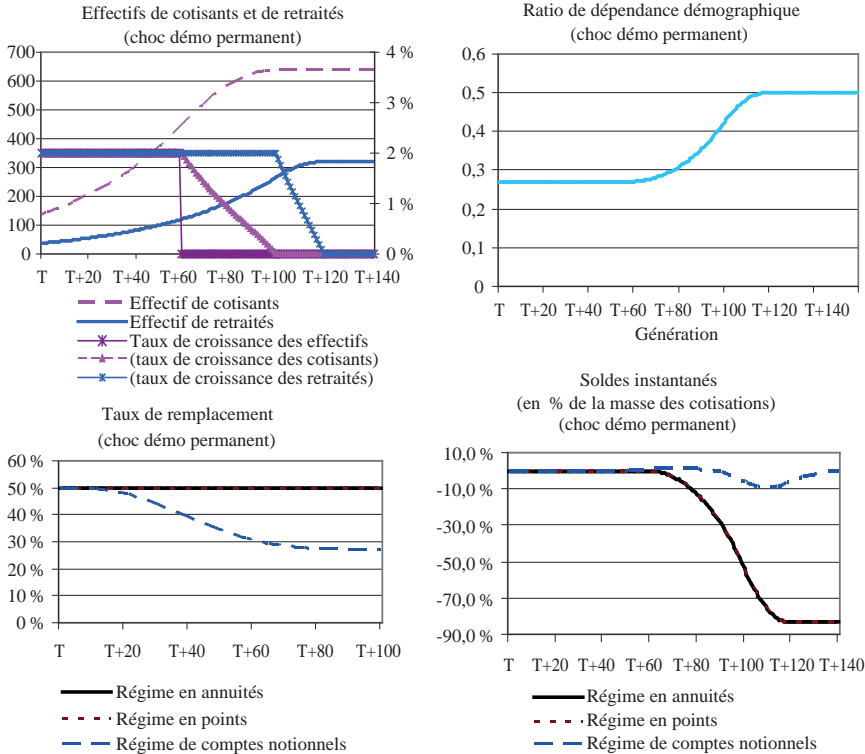 Effectifs de cotisants et de retraités
(choc démo permanent)
700
600
500
400
300
200
100
0
4 %
3 %
2 %
1 %
0 %
T T+20 T+40 T+60 T+80 T+100 T+120 T+140
Effectif de cotisants
Effectif de retraités
Taux de croissance des effectifs
(taux de croissance des cotisants)
(taux de croissance des retraités)
Ratio de dépendance démographique
(choc démo permanent)
0,6
0,5
0,4
0,3
0,2
0,1
0
T T+20 T+40 T+60 T+80 T+100 T+120 T+140
Génération
Taux de remplacement
(choc démo permanent)
60 %
50 %
40 %
30 %
20 %
10 %
0 %
T T+20 T+40 T+60 T+80 T+100
Régime en annuités
Régime en points
Régime de comptes notionnels
Soldes instantanés
(en % de la masse des cotisations)
(choc démo permanent)
10,0 %
-10,0 %
-30,0 %
-50,0 %
-70,0 %
-90,0 %
T T+20 T+40 T+60 T+80 T+100 T+120 T+140
Régime en annuités
Régime en points
Régime de comptes notionnels